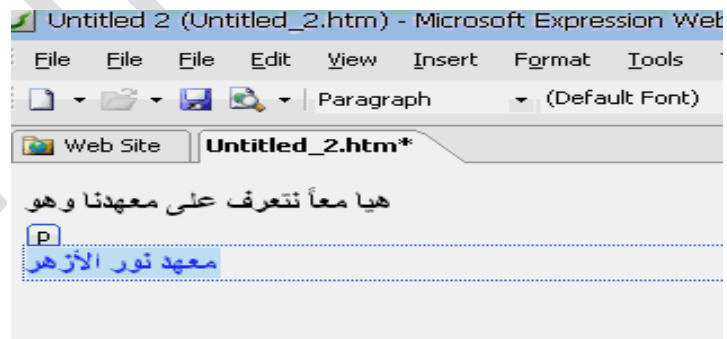 Untitled 2 (Untitled_2.htm) - Microsoft Expression Web
File File File Edit View Insert Format Tools
Paragraph (Default Font)
Web Site Untitled_2.htm*
هيا معاً نتعرف على معهدنا وهو
P
معهد نور الأزهر